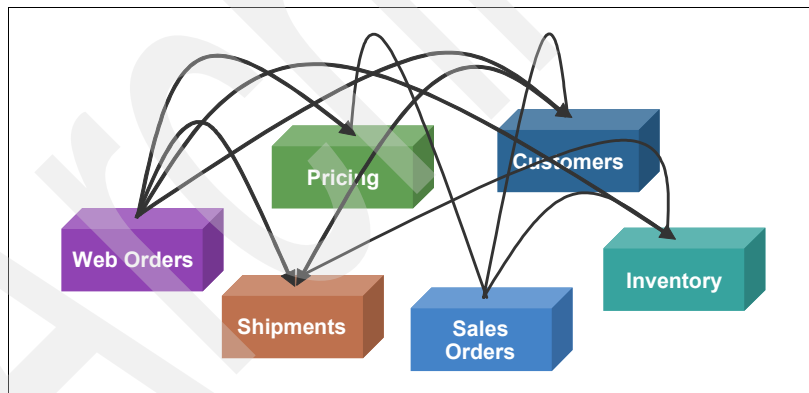 Pricing
Customers
Web Orders
Inventory
Shipments
Sales
Orders